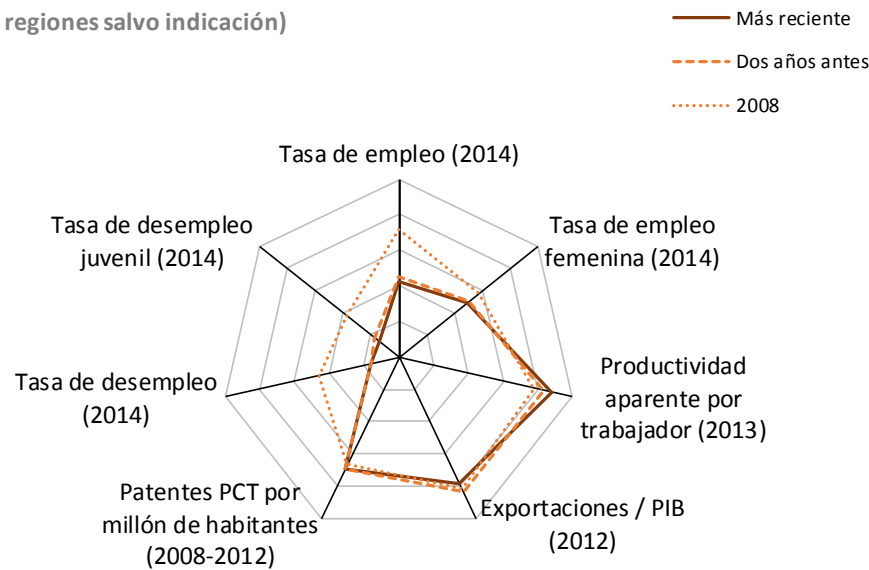 regiones salvo indicación)
Más reciente
Dos años antes
2008
Tasa de empleo (2014)
Tasa de desempleo
juvenil (2014)
Tasa de empleo
femenina (2014)
Tasa de desempleo
(2014)
Productividad
aparente por
trabajador (2013)
Patentes PCT por
millón de habitantes
(2008-2012)
Exportaciones / PIB
(2012)